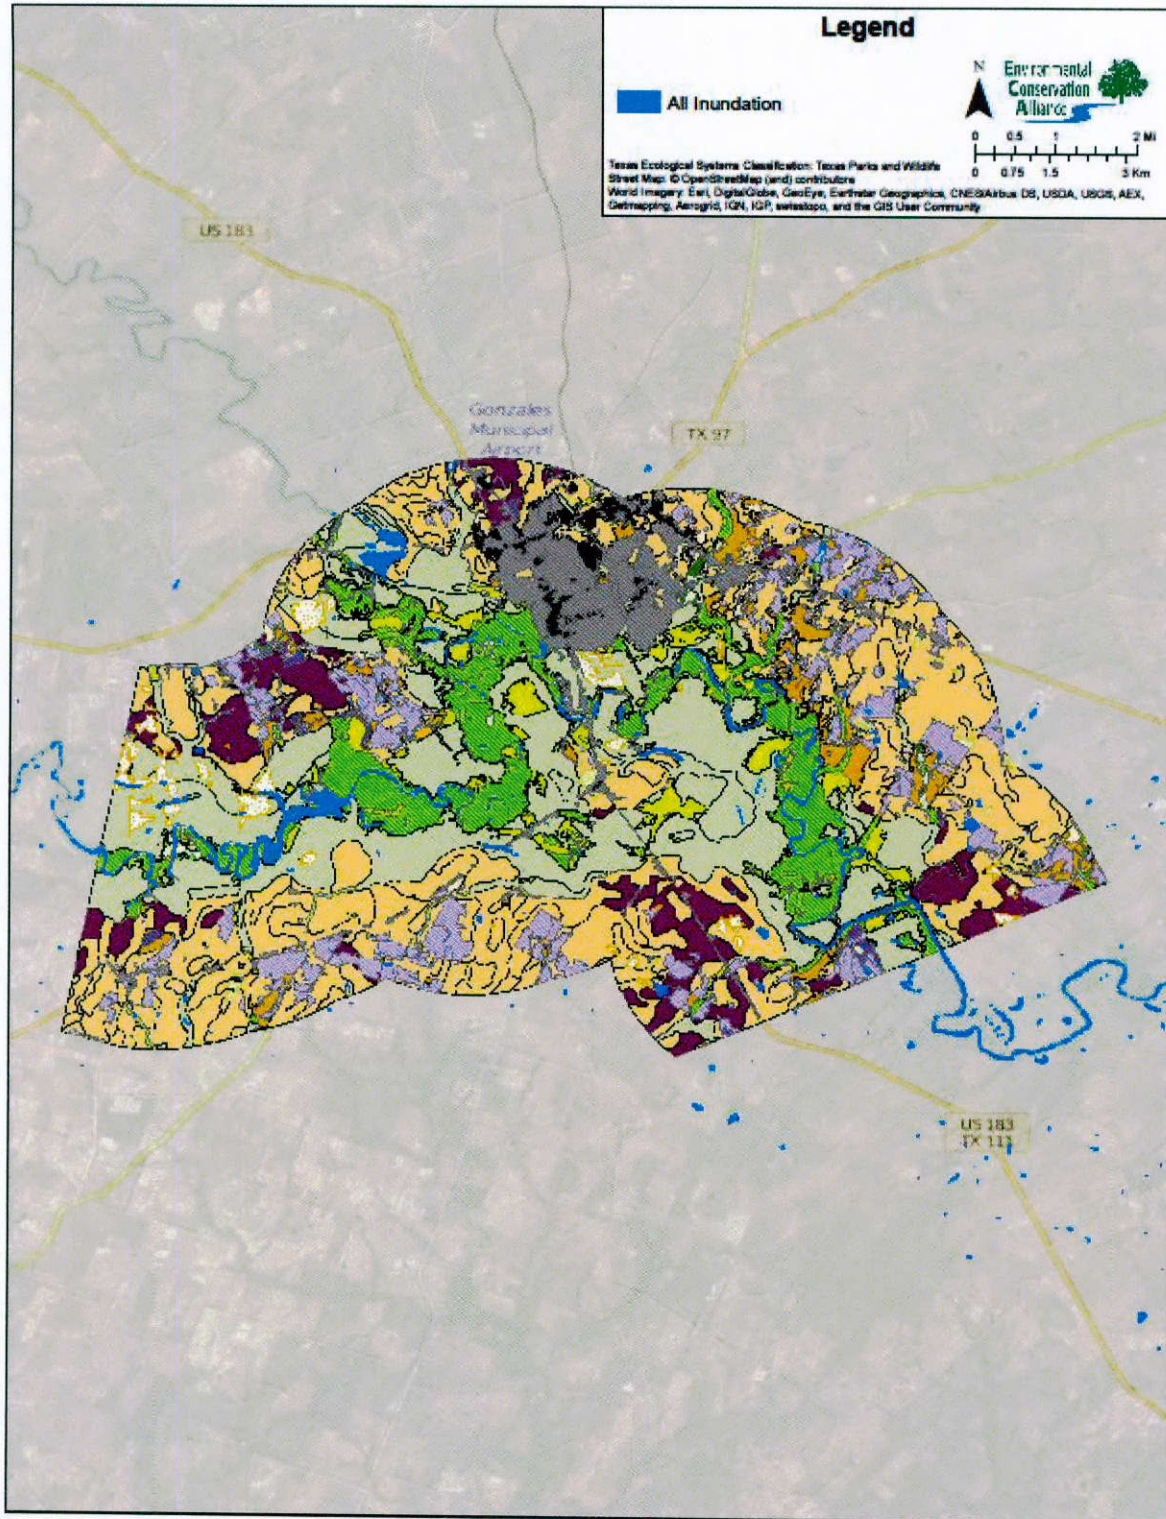 Legend
All Inundation
N
Environmental
Conservation
Alliance
0 0.5 1 2 Mi
0 0.75 1.5 3 Km
Texas Ecological Systems Classification: Texas Parks and Wildlife
Street Map: © OpenStreetMap (and) contributors
World Imagery: Esri, DigitalGlobe, GeoEye, Earthstar Geographics, CNES/Airbus DS, USDA, USGS, AEX,
Getmapping, Aerogrid, IGN, IGP, swisstopo, and the GIS User Community
US 183
Gonzales
Municipal
Airport
TX 97
US 183
TX 111